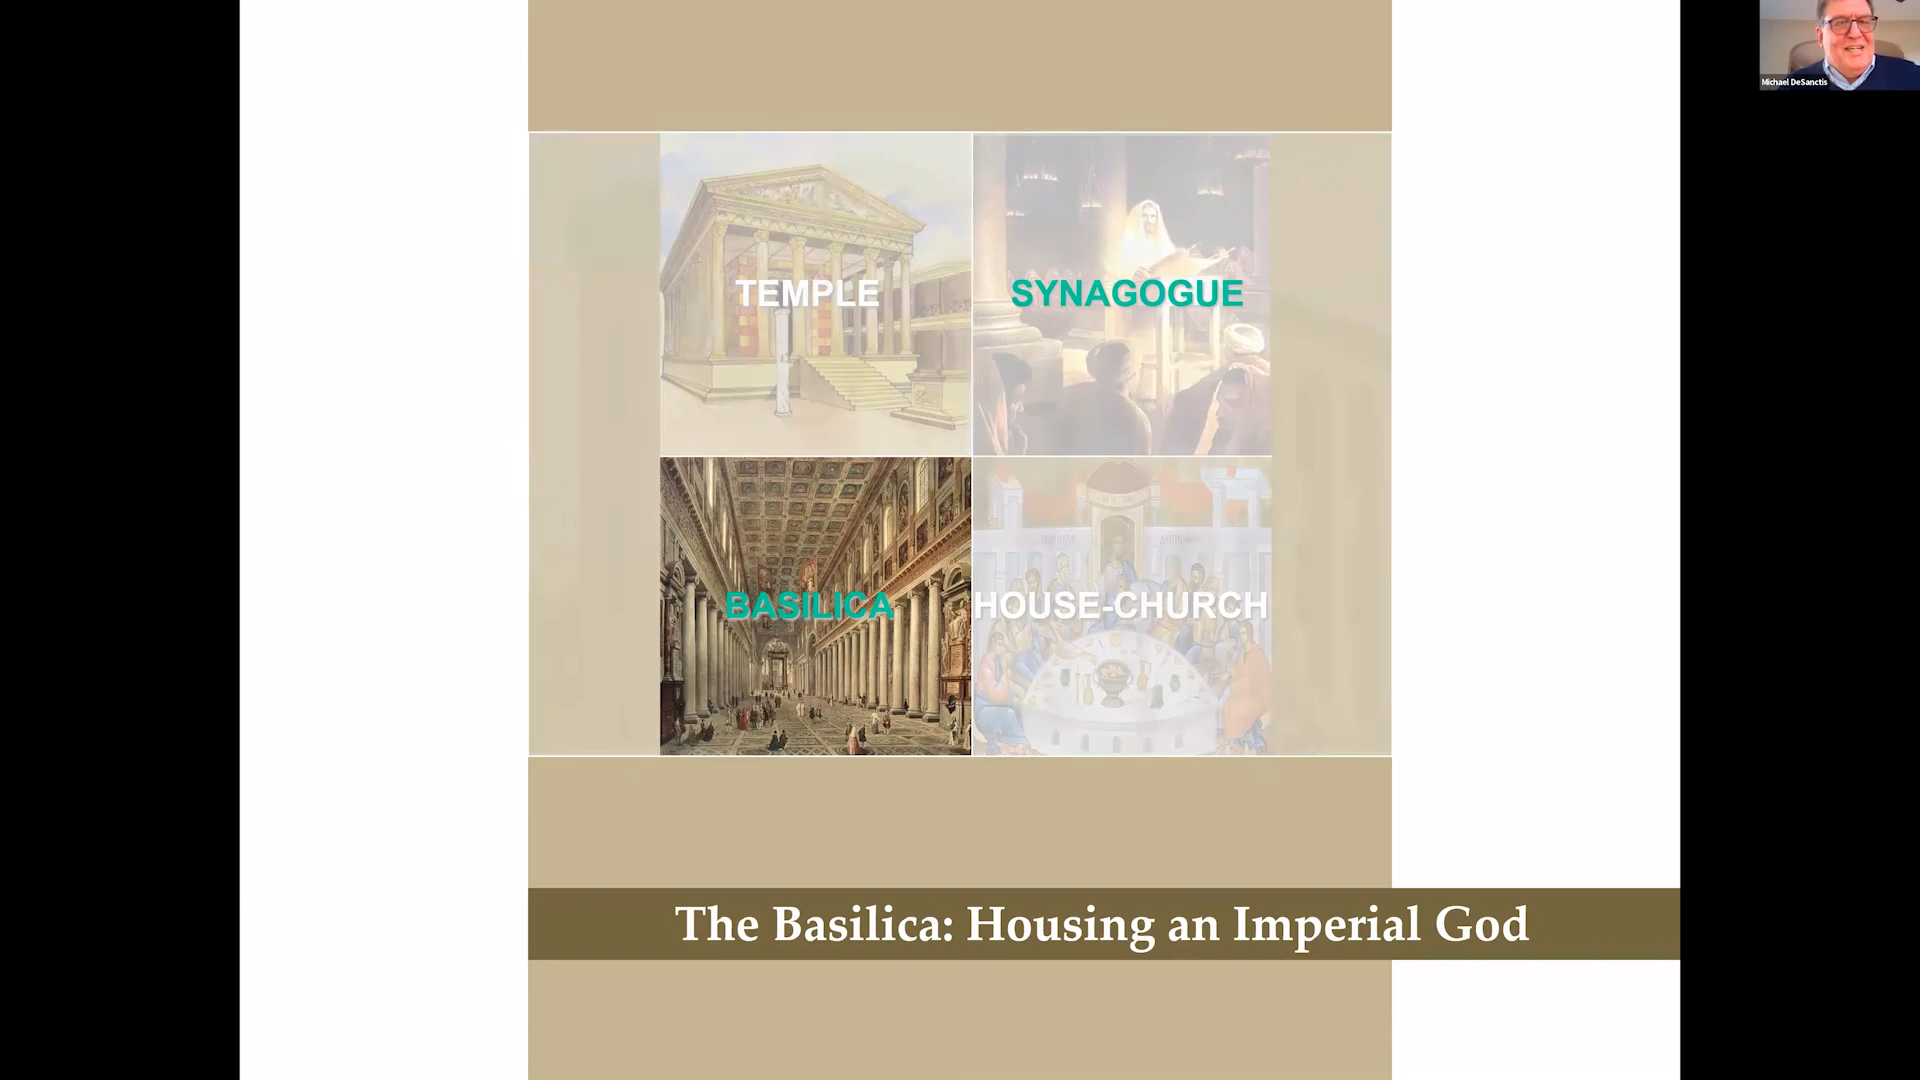 Michael DeSanctis
TEMPLE
SYNAGOGUE
BASILICA
HOUSE-CHURCH
The Basilica: Housing an Imperial God